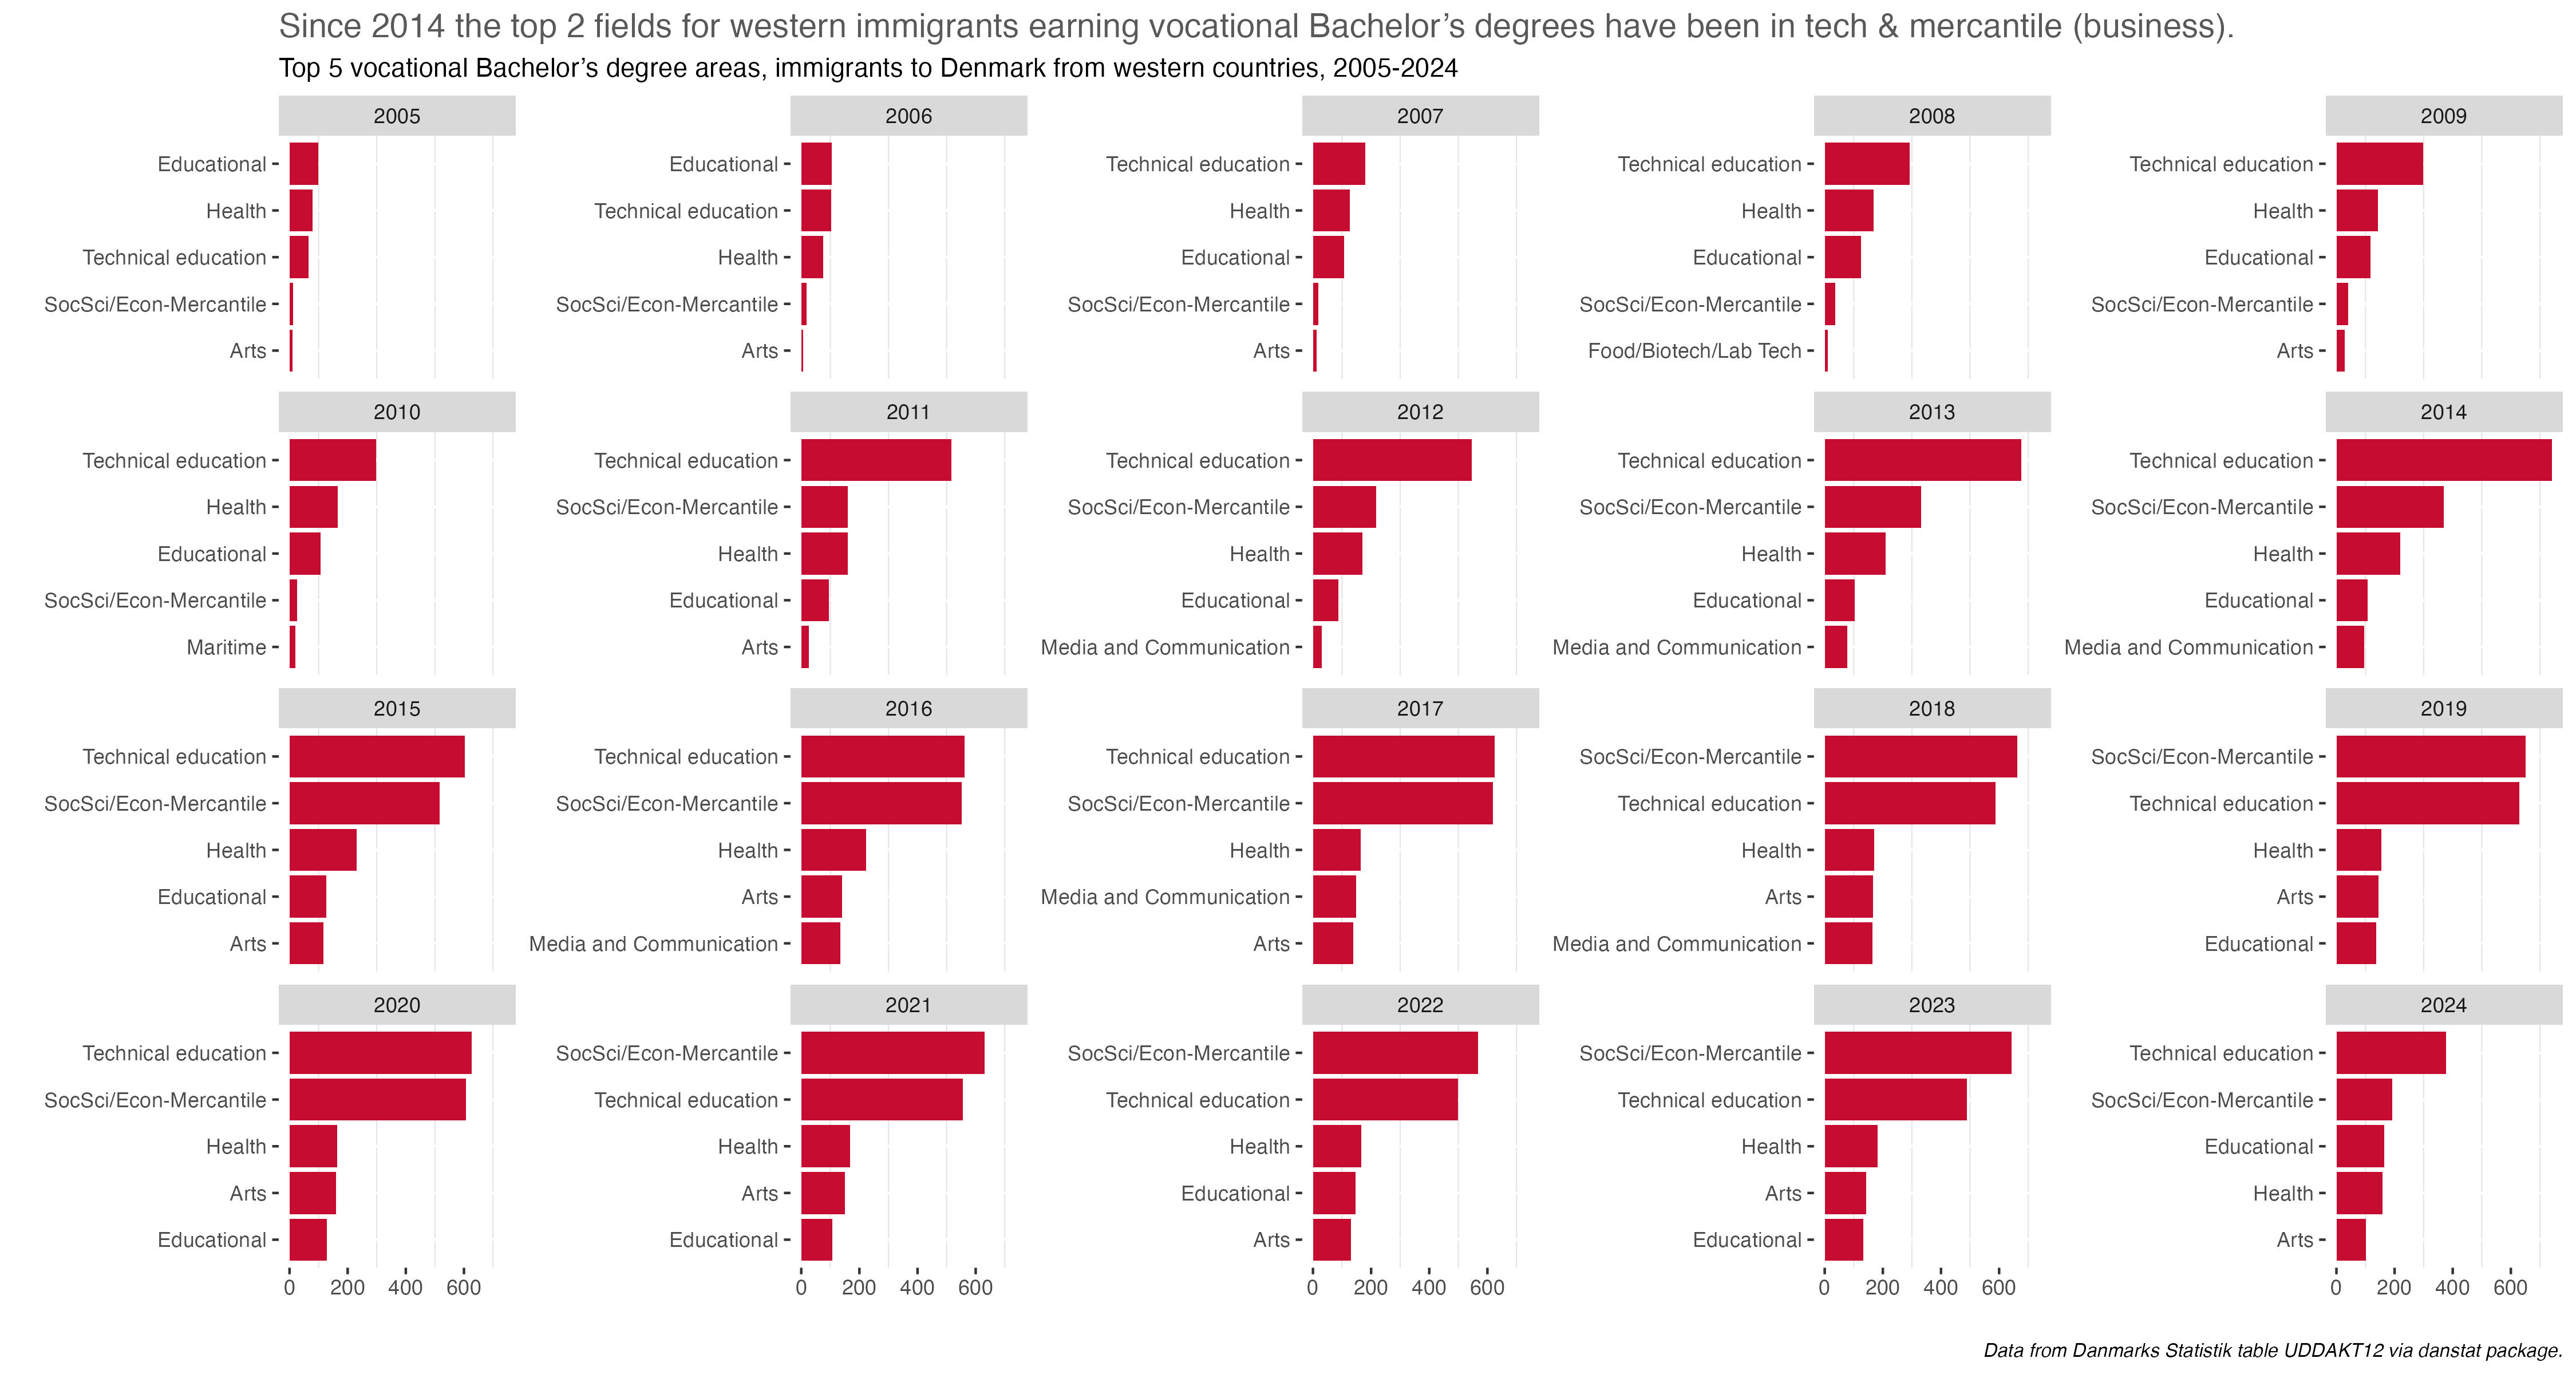 Since 2014 the top 2 fields for western immigrants earning vocational Bachelor’s degrees have been in tech & mercantile (business).
Top 5 vocational Bachelor’s degree areas, immigrants to Denmark from western countries, 2005-2024
2005
Educational
Health
Technical education
SocSci/Econ-Mercantile
Arts
2006
Educational
Technical education
Health
SocSci/Econ-Mercantile
Arts
2007
Technical education
Health
Educational
SocSci/Econ-Mercantile
Arts
2008
Technical education
Health
Educational
SocSci/Econ-Mercantile
Food/Biotech/Lab Tech
2009
Technical education
Health
Educational
SocSci/Econ-Mercantile
Arts
2010
Technical education
Health
Educational
SocSci/Econ-Mercantile
Maritime
2011
Technical education
SocSci/Econ-Mercantile
Health
Educational
Arts
2012
Technical education
SocSci/Econ-Mercantile
Health
Educational
Media and Communication
2013
Technical education
SocSci/Econ-Mercantile
Health
Educational
Media and Communication
2014
Technical education
SocSci/Econ-Mercantile
Health
Educational
Media and Communication
2015
Technical education
SocSci/Econ-Mercantile
Health
Educational
Arts
2016
Technical education
SocSci/Econ-Mercantile
Health
Arts
Media and Communication
2017
Technical education
SocSci/Econ-Mercantile
Health
Media and Communication
Arts
2018
SocSci/Econ-Mercantile
Technical education
Health
Arts
Media and Communication
2019
SocSci/Econ-Mercantile
Technical education
Health
Arts
Educational
2020
Technical education
SocSci/Econ-Mercantile
Health
Arts
Educational
0 200 400 600
2021
SocSci/Econ-Mercantile
Technical education
Health
Arts
Educational
0 200 400 600
2022
SocSci/Econ-Mercantile
Technical education
Health
Educational
Arts
0 200 400 600
2023
SocSci/Econ-Mercantile
Technical education
Health
Arts
Educational
0 200 400 600
2024
Technical education
SocSci/Econ-Mercantile
Educational
Health
Arts
0 200 400 600
Data from Danmarks Statistik table UDDAKT12 via danstat package.